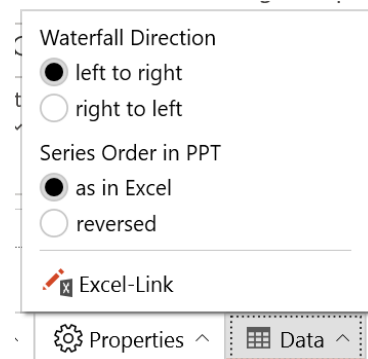 Waterfall Direction
left to right
right to left
Series Order in PPT
as in Excel
reversed
Excel-Link
Properties
Data